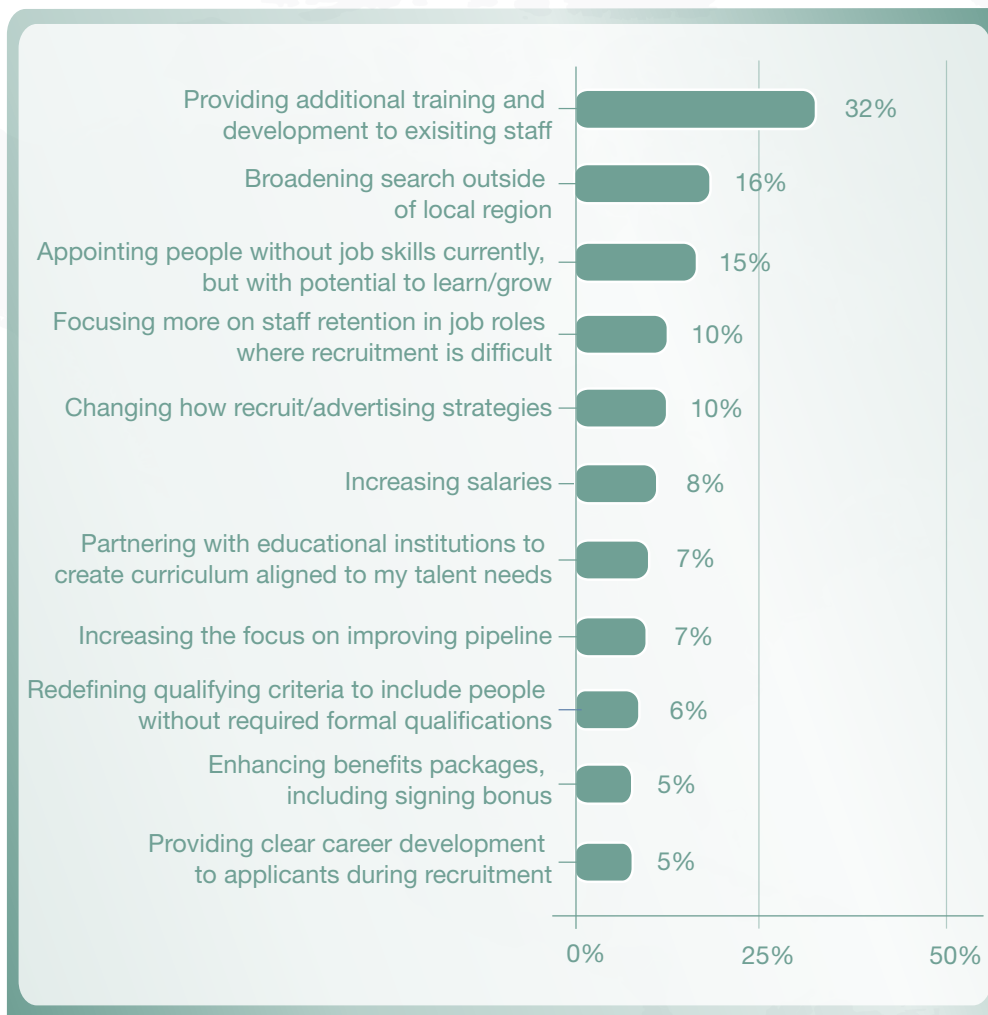 Providing additional training and
development to exisiting staff
32%
Broadening search outside
of local region
16%
Appointing people without job skills currently,
but with potential to learn/grow
15%
Focusing more on staff retention in job roles
where recruitment is difficult
10%
Changing how recruit/advertising strategies
10%
Increasing salaries
8%
Partnering with educational institutions to
create curriculum aligned to my talent needs
7%
Increasing the focus on improving pipeline
7%
Redefining qualifying criteria to include people
without required formal qualifications
6%
Enhancing benefits packages,
including signing bonus
5%
Providing clear career development
to applicants during recruitment
5%
0%
25%
50%